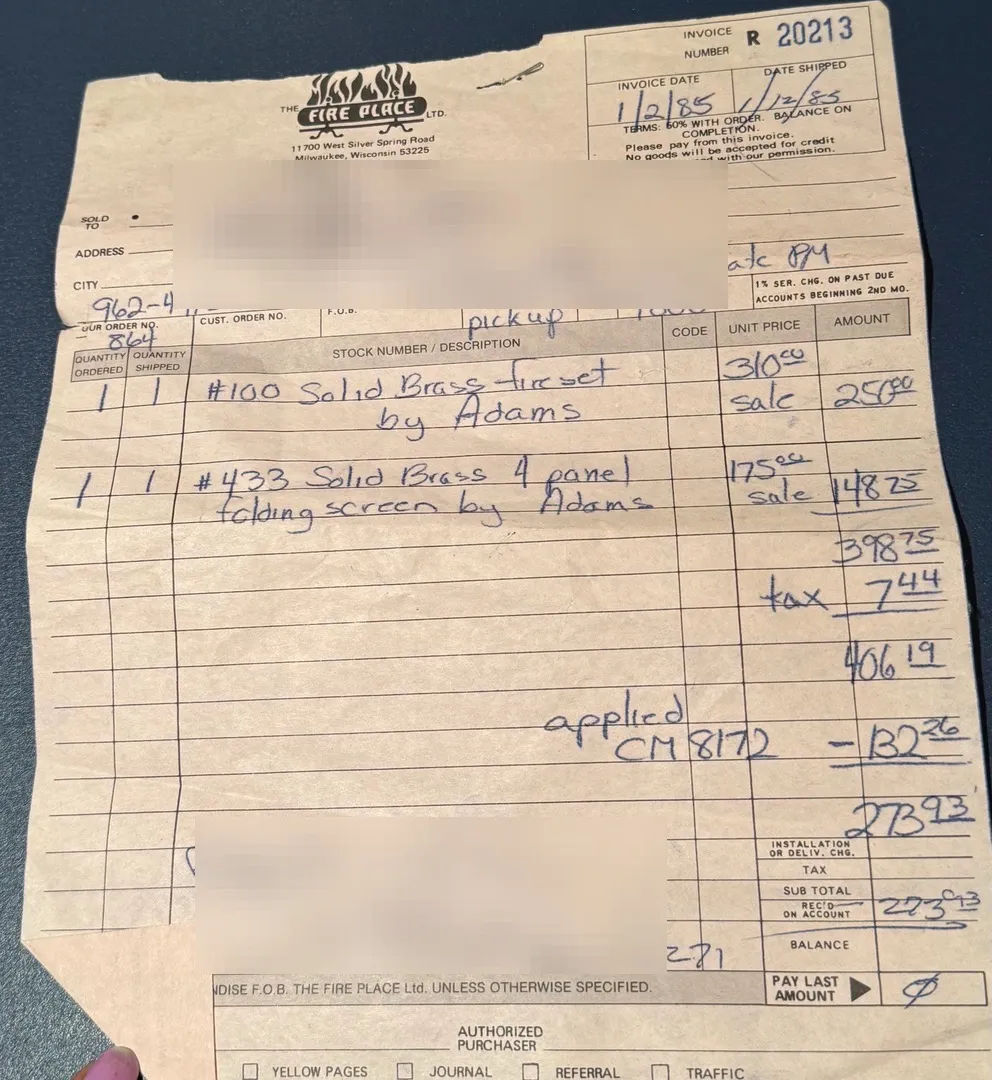 INVOICE
NUMBER R 20213
INVOICE DATE DATE SHIPPED
1/2/85 1/12/85
TERMS: 50% WITH ORDER. BALANCE ON
COMPLETION.
Please pay from this invoice.
No goods will be accepted for credit
with our permission.
THE FIRE PLACE LTD.
11700 West Silver Spring Road
Milwaukee, Wisconsin 53225
SOLD
TO
ADDRESS
CITY
PM
1% SER. CHG. ON PAST DUE
ACCOUNTS BEGINNING 2ND MO.
962-4
OUR ORDER NO. CUST. ORDER NO. F.O.B. pickup
864
QUANTITY ORDERED QUANTITY SHIPPED STOCK NUMBER / DESCRIPTION CODE UNIT PRICE AMOUNT
310.00
1 1 #100 Solid Brass fireset sale 250.00
by Adams
175.00
1 1 #433 Solid Brass 4 panel sale 148 75
folding screen by Adams
398 75
tax 7 44
406 19
applied
CM 8172 - 132 26
273 93
INSTALLATION
OR DELIV. CHG.
TAX
SUB TOTAL
REC'D
ON ACCOUNT 273 93
271 BALANCE
NDISE F.O.B. THE FIRE PLACE Ltd. UNLESS OTHERWISE SPECIFIED. PAY LAST
AMOUNT ▶ Ø
AUTHORIZED
PURCHASER
YELLOW PAGES JOURNAL REFERRAL TRAFFIC